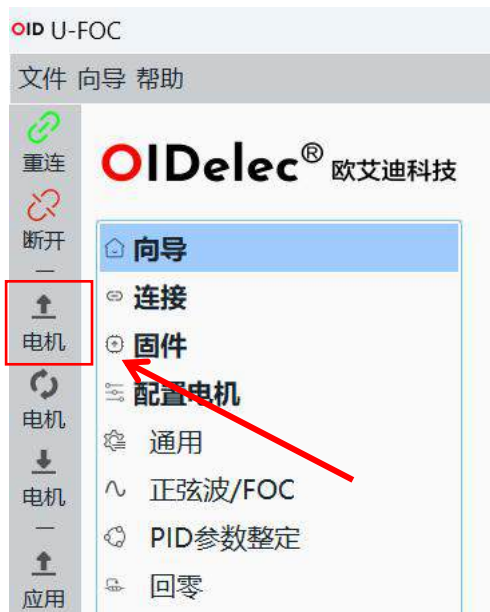 OID U-FOC
文件 向导 帮助
重连
断开
电机
电机
电机
应用
OIDelec® 欧艾迪科技
向导
连接
固件
配置电机
通用
正弦波/FOC
PID参数整定
回零